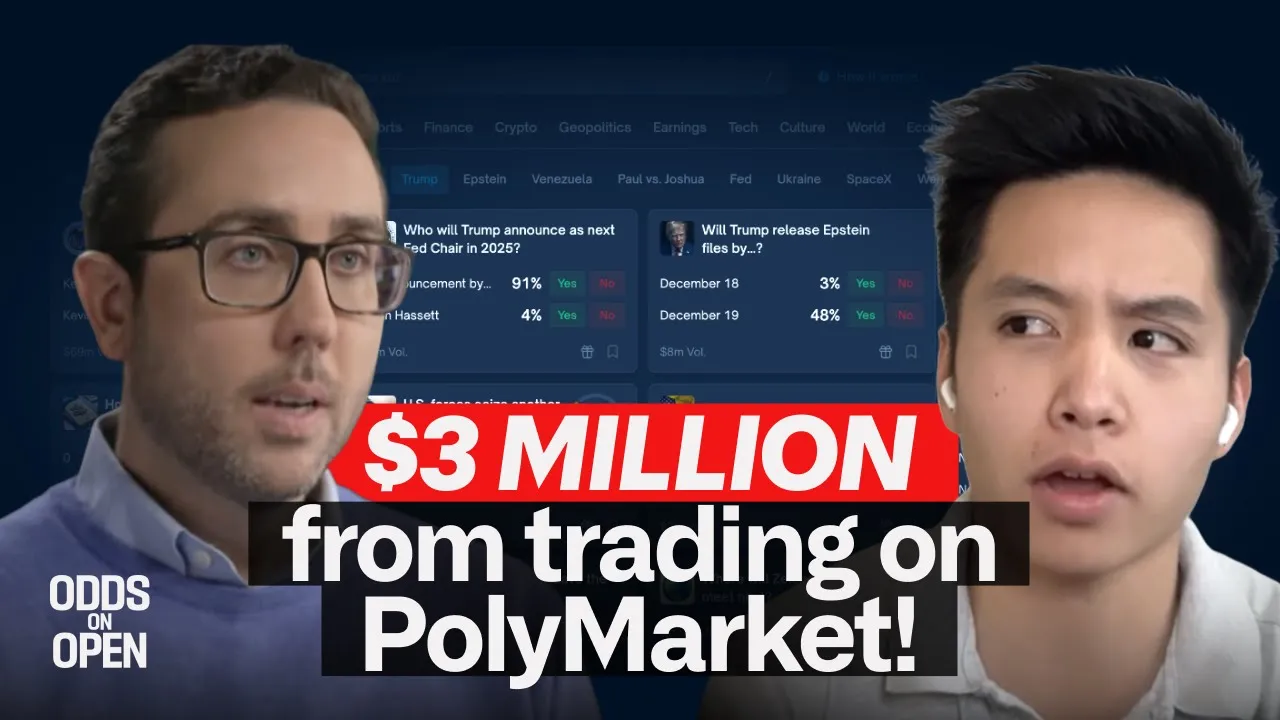 Finance Crypto Geopolitics Earnings Tech Culture World
Trump Epstein Venezuela Paul vs. Joshua Fed Ukraine SpaceX
Who will Trump announce as next
Fed Chair in 2025?
91% Yes No
Hassett
4% Yes No
Vol.
Will Trump release Epstein
files by...?
December 18
3% Yes No
December 19
48% Yes No
$8m Vol.
$3 MILLION
from trading on
PolyMarket!
ODDS
ON
OPEN